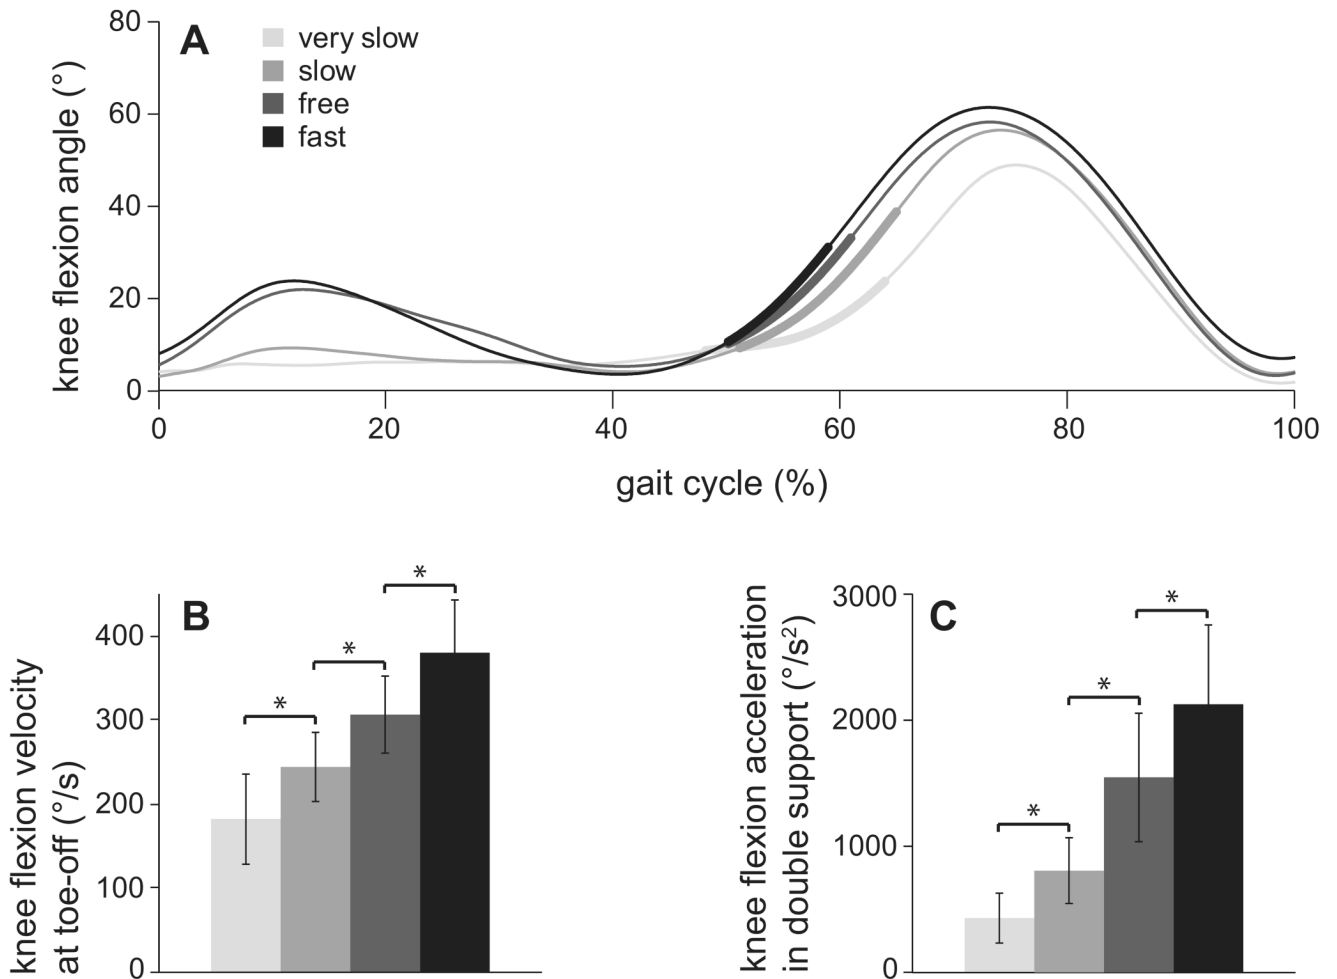 A
very slow
slow
free
fast
knee flexion angle (°)
80
60
40
20
0
0 20 40 60 80 100
gait cycle (%)
B
knee flexion velocity
at toe-off (°/s)
400
300
200
100
0
*
*
*
C
knee flexion acceleration
in double support (°/s²)
3000
2000
1000
0
*
*
*